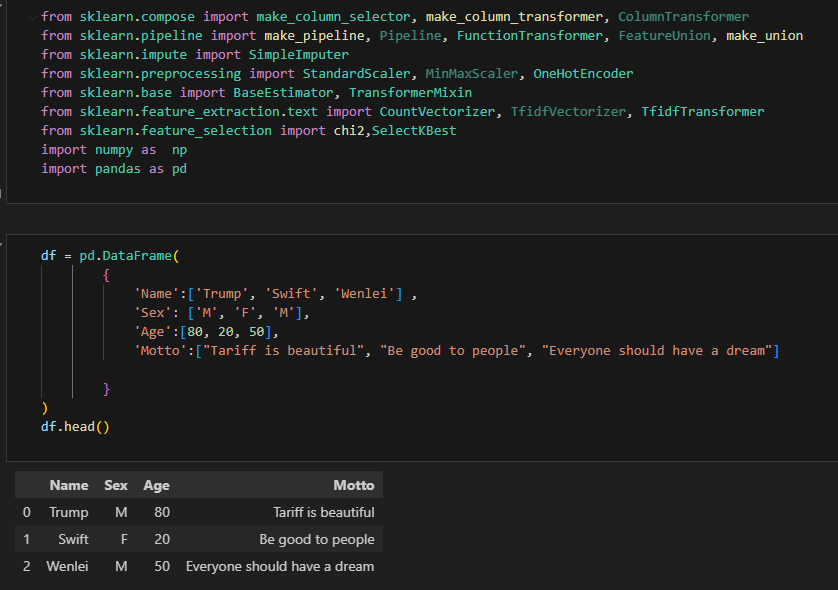 from sklearn.compose import make_column_selector, make_column_transformer, ColumnTransformer
from sklearn.pipeline import make_pipeline, Pipeline, FunctionTransformer, FeatureUnion, make_union
from sklearn.impute import SimpleImputer
from sklearn.preprocessing import StandardScaler, MinMaxScaler, OneHotEncoder
from sklearn.base import BaseEstimator, TransformerMixin
from sklearn.feature_extraction.text import CountVectorizer, TfidfVectorizer, TfidfTransformer
from sklearn.feature_selection import chi2,SelectKBest
import numpy as  np
import pandas as pd
df = pd.DataFrame(
{
'Name':['Trump', 'Swift', 'Wenlei'] ,
'Sex': ['M', 'F', 'M'],
'Age':[80, 20, 50],
'Motto':["Tariff is beautiful", "Be good to people", "Everyone should have a dream"]
}
)
df.head()
Name Sex Age Motto
0 Trump M 80 Tariff is beautiful
1 Swift F 20 Be good to people
2 Wenlei M 50 Everyone should have a dream